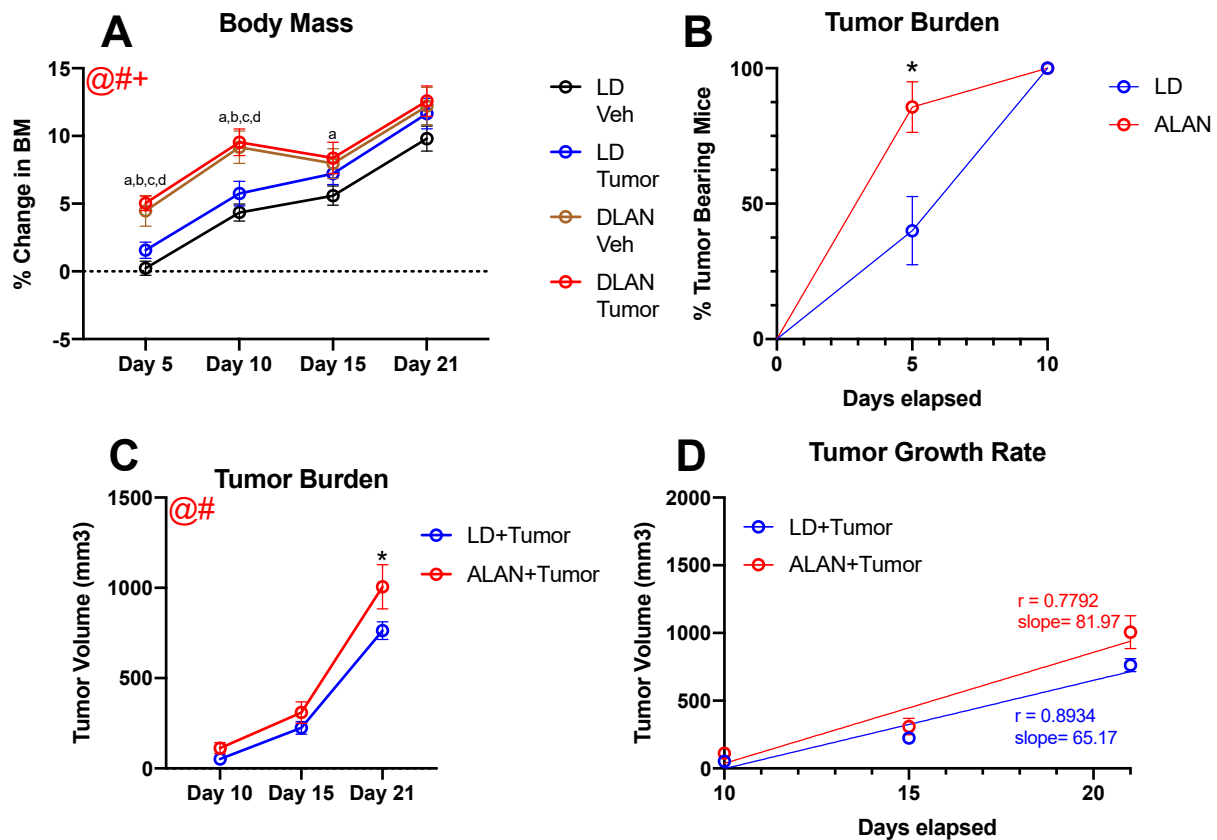 A
Body Mass
@#+
% Change in BM
15
10
5
0
-5
a,b,c,d
a,b,c,d
a
Day 5
Day 10
Day 15
Day 21
LD
Veh
LD
Tumor
DLAN
Veh
DLAN
Tumor
B
Tumor Burden
% Tumor Bearing Mice
100
50
0
*
0
5
10
Days elapsed
LD
ALAN
C
Tumor Burden
@#
Tumor Volume (mm3)
1500
1000
500
0
*
Day 10
Day 15
Day 21
LD+Tumor
ALAN+Tumor
D
Tumor Growth Rate
Tumor Volume (mm3)
2000
1500
1000
500
0
LD+Tumor
ALAN+Tumor
r = 0.7792
slope= 81.97
r = 0.8934
slope= 65.17
10
15
20
Days elapsed